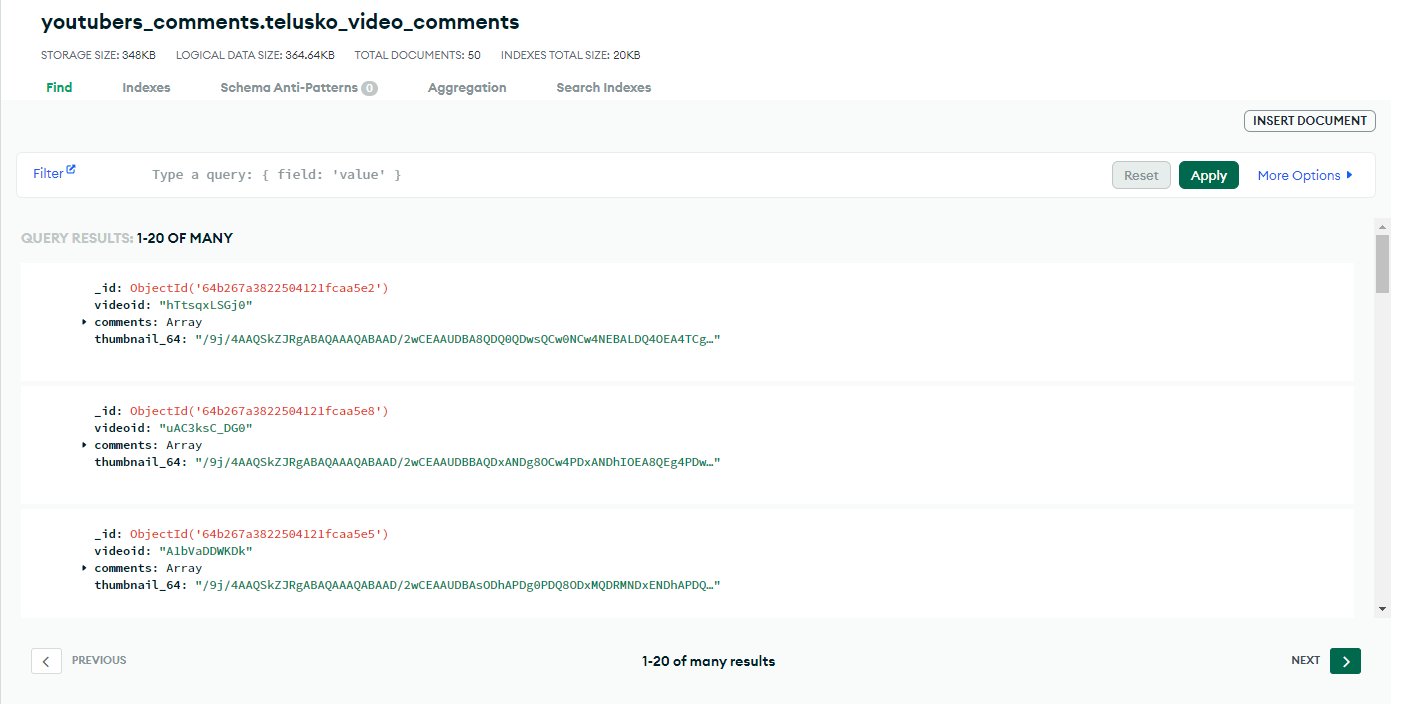 youtubers_comments.telusko_video_comments
STORAGE SIZE: 348KB LOGICAL DATA SIZE: 364.64KB TOTAL DOCUMENTS: 50 INDEXES TOTAL SIZE: 20KB
Find Indexes Schema Anti-Patterns 0 Aggregation Search Indexes
INSERT DOCUMENT
Filter Type a query: { field: 'value' } Reset Apply More Options
QUERY RESULTS: 1-20 OF MANY
_id: ObjectId('64b267a3822504121fcaa5e2')
videoid: "hTtsqxLSGj0"
comments: Array
thumbnail_64: "/9j/4AAQSkZJRgABAQAAAQABAAD/2wCEAAUDBA8QDQ0QDwsQCw0NCw4NEBALDQ4OEA4TCg…"
_id: ObjectId('64b267a3822504121fcaa5e8')
videoid: "uAC3ksC_DG0"
comments: Array
thumbnail_64: "/9j/4AAQSkZJRgABAQAAAQABAAD/2wCEAAUDBBAQDxANDg8OCw4PDxANDhIOEA8QEg4PDw…"
_id: ObjectId('64b267a3822504121fcaa5e5')
videoid: "A1bVaDDWKDk"
comments: Array
thumbnail_64: "/9j/4AAQSkZJRgABAQAAAQABAAD/2wCEAAUDBAsODhAPDg0PDQ8ODxMQDRMNDxENDhAPDQ…"
PREVIOUS 1-20 of many results NEXT